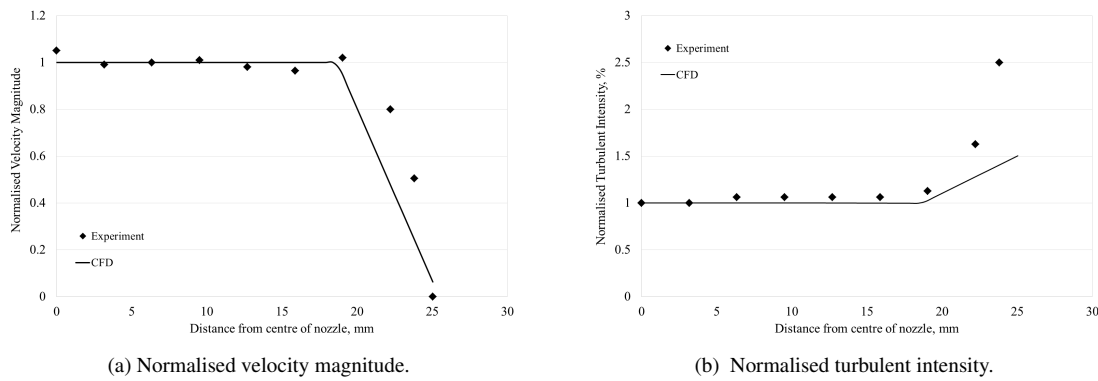 1.2
1
0.8
0.6
0.4
0.2
0
0 5 10 15 20 25 30
Normalised Velocity Magnitude
Experiment
CFD
Distance from centre of nozzle, mm
(a) Normalised velocity magnitude.
3
2.5
2
1.5
1
0.5
0
0 5 10 15 20 25 30
Normalised Turbulent Intensity, %
Experiment
CFD
Distance from centre of nozzle, mm
(b) Normalised turbulent intensity.